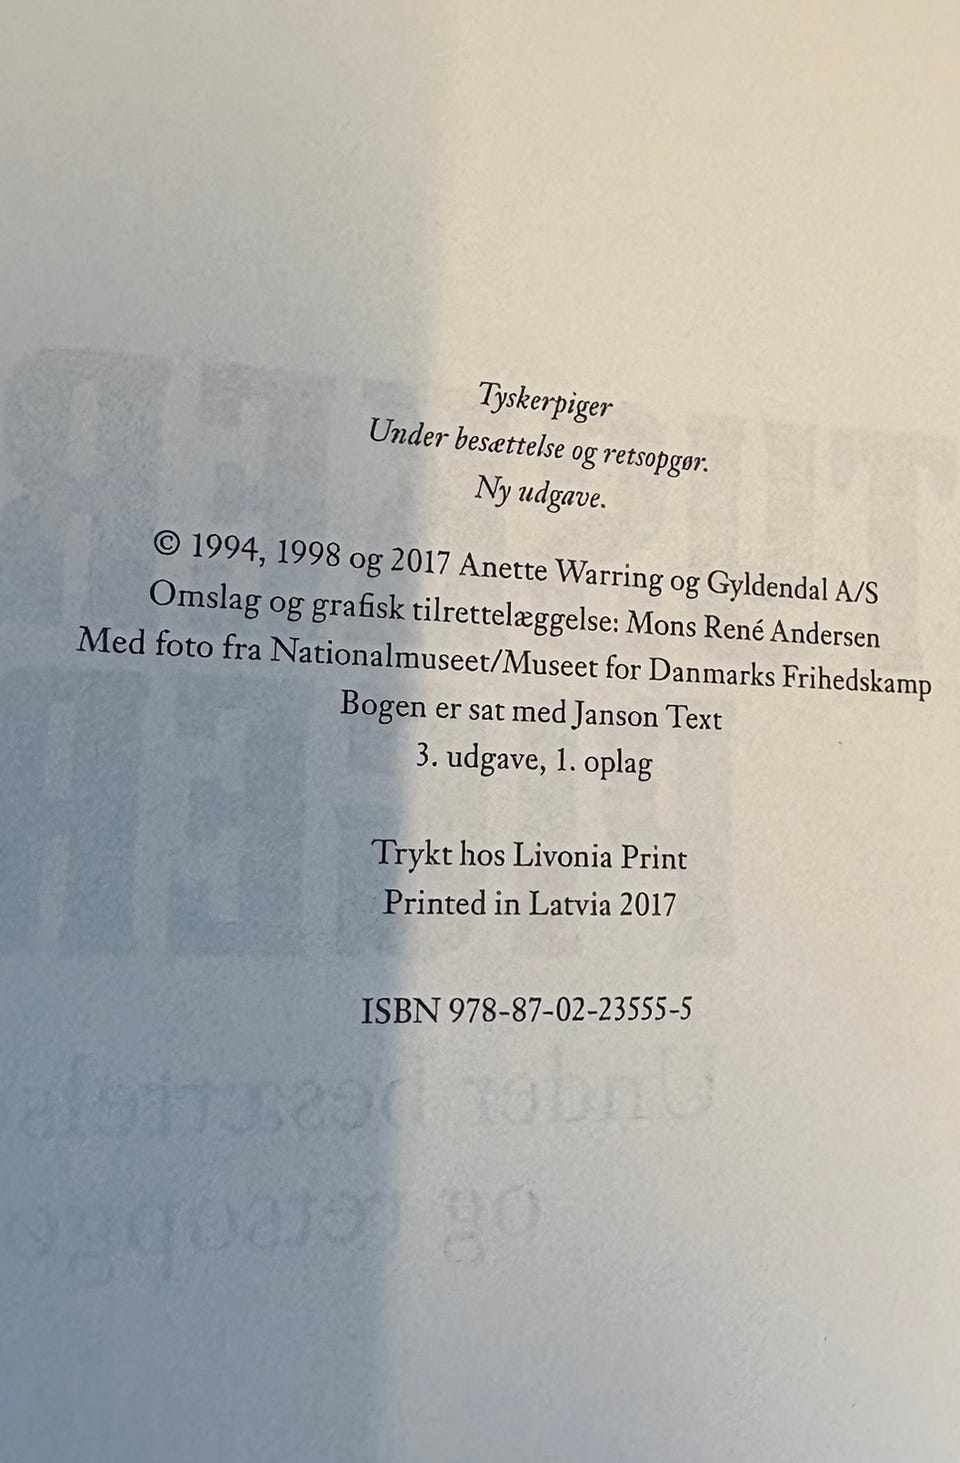 Tyskerpiger
Under besættelse og retsopgør.
Ny udgave.
© 1994, 1998 og 2017 Anette Warring og Gyldendal A/S
Omslag og grafisk tilrettelæggelse: Mons René Andersen
Med foto fra Nationalmuseet/Museet for Danmarks Frihedskamp
Bogen er sat med Janson Text
3. udgave, 1. oplag
Trykt hos Livonia Print
Printed in Latvia 2017
ISBN 978-87-02-23555-5